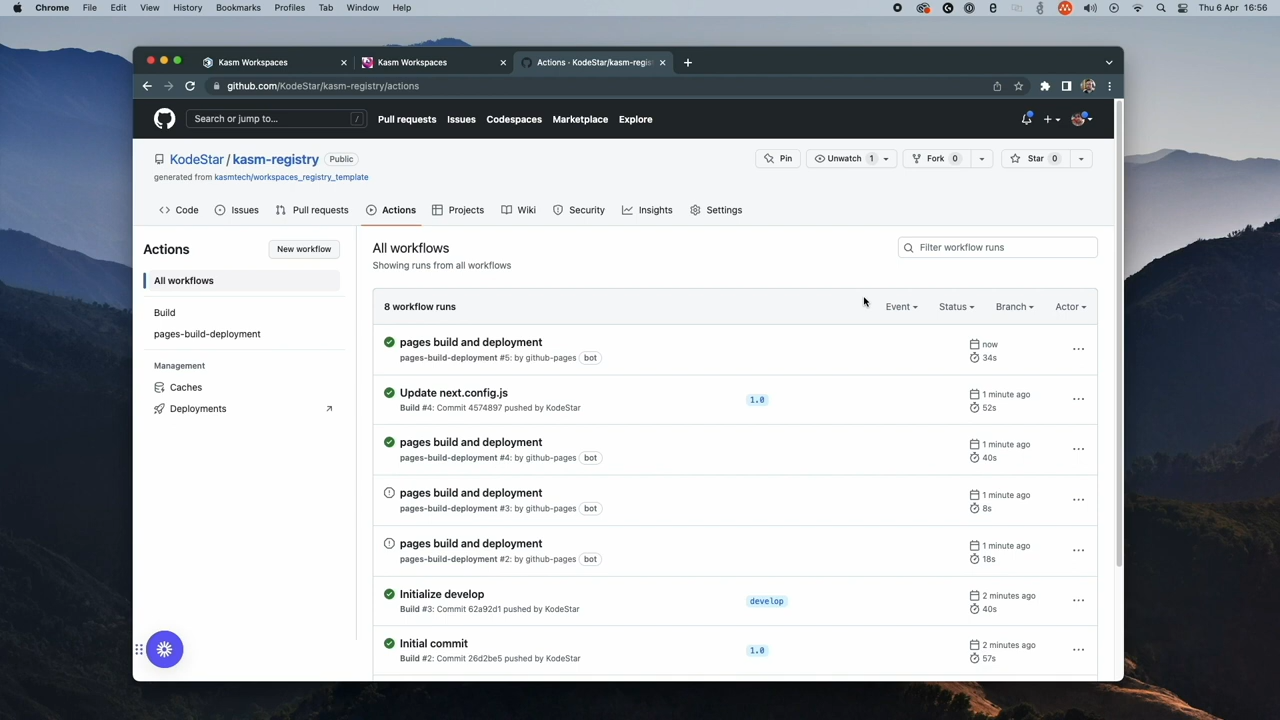 Chrome File Edit View History Bookmarks Profiles Tab Window Help Thu 6 Apr 16:56
Kasm Workspaces Kasm Workspaces Actions · KodeStar/kasm-regis
github.com/KodeStar/kasm-registry/actions
Search or jump to... / Pull requests Issues Codespaces Marketplace Explore
KodeStar / kasm-registry Public Pin Unwatch 1 Fork 0 Star 0
generated from kasmtech/workspaces_registry_template
Code Issues Pull requests Actions Projects Wiki Security Insights Settings
Actions New workflow
All workflows
Build
pages-build-deployment
Management
Caches
Deployments
All workflows Filter workflow runs
Showing runs from all workflows
8 workflow runs Event Status Branch Actor
pages build and deployment now
pages-build-deployment #5: by github-pages bot 34s
Update next.config.js 1.0 1 minute ago
Build #4: Commit 4574897 pushed by KodeStar 52s
pages build and deployment 1 minute ago
pages-build-deployment #4: by github-pages bot 40s
pages build and deployment 1 minute ago
pages-build-deployment #3: by github-pages bot 8s
pages build and deployment 1 minute ago
pages-build-deployment #2: by github-pages bot 18s
Initialize develop develop 2 minutes ago
Build #3: Commit 62a92d1 pushed by KodeStar 40s
Initial commit 1.0 2 minutes ago
Build #2: Commit 26d2be5 pushed by KodeStar 57s